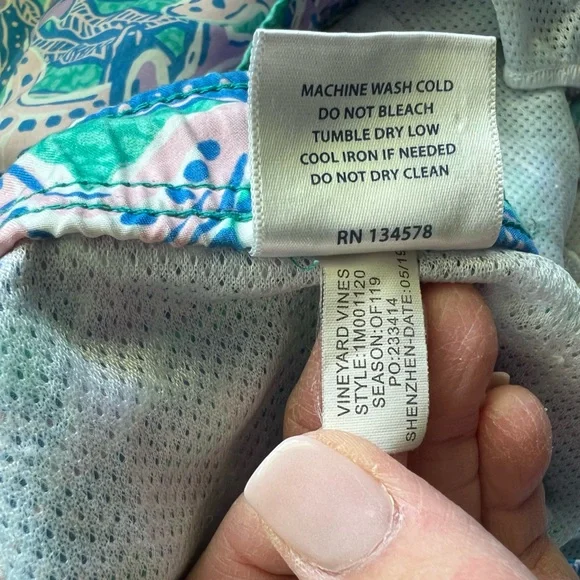 MACHINE WASH COLD
DO NOT BLEACH
TUMBLE DRY LOW
COOL IRON IF NEEDED
DO NOT DRY CLEAN
RN 134578
VINEYARD VINES
STYLE:1M001120
SEASON:OF119
PO:233414
SHENZHEN-DATE:05/19